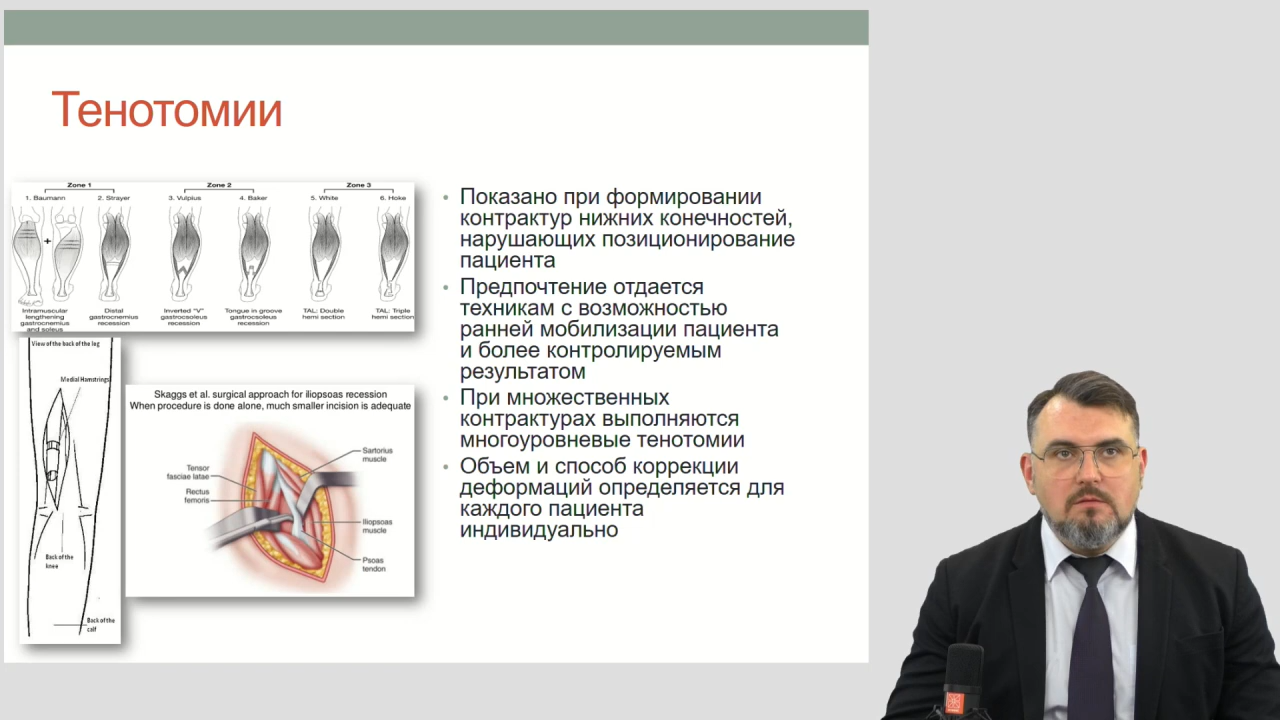 Тенотомии
Zone 1
Zone 2
Zone 3
1. Baumann
2. Strayer
3. Vulpius
4. Baker
5. White
6. Hoke
+
Intramuscular
lengthening
gastrocnemius
and soleus
Distal
gastrocnemius
recession
Inverted "V"
gastrocsoleus
recession
Tongue in groove
gastrocsoleus
recession
TAL: Double
hemi section
TAL: Triple
hemi section
View of the back of the leg
Medial Hamstrings
Back of the
knee
Back of the
calf
Skaggs et al. surgical approach for iliopsoas recession
When procedure is done alone, much smaller incision is adequate
Tensor
fasciae latae
Rectus
femoris
Sartorius
muscle
Iliopsoas
muscle
Psoas
tendon
• Показано при формировании
контрактур нижних конечностей,
нарушающих позиционирование
пациента
• Предпочтение отдается
техникам с возможностью
ранней мобилизации пациента
и более контролируемым
результатом
• При множественных
контрактурах выполняются
многоуровневые тенотомии
• Объем и способ коррекции
деформаций определяется для
каждого пациента
индивидуально